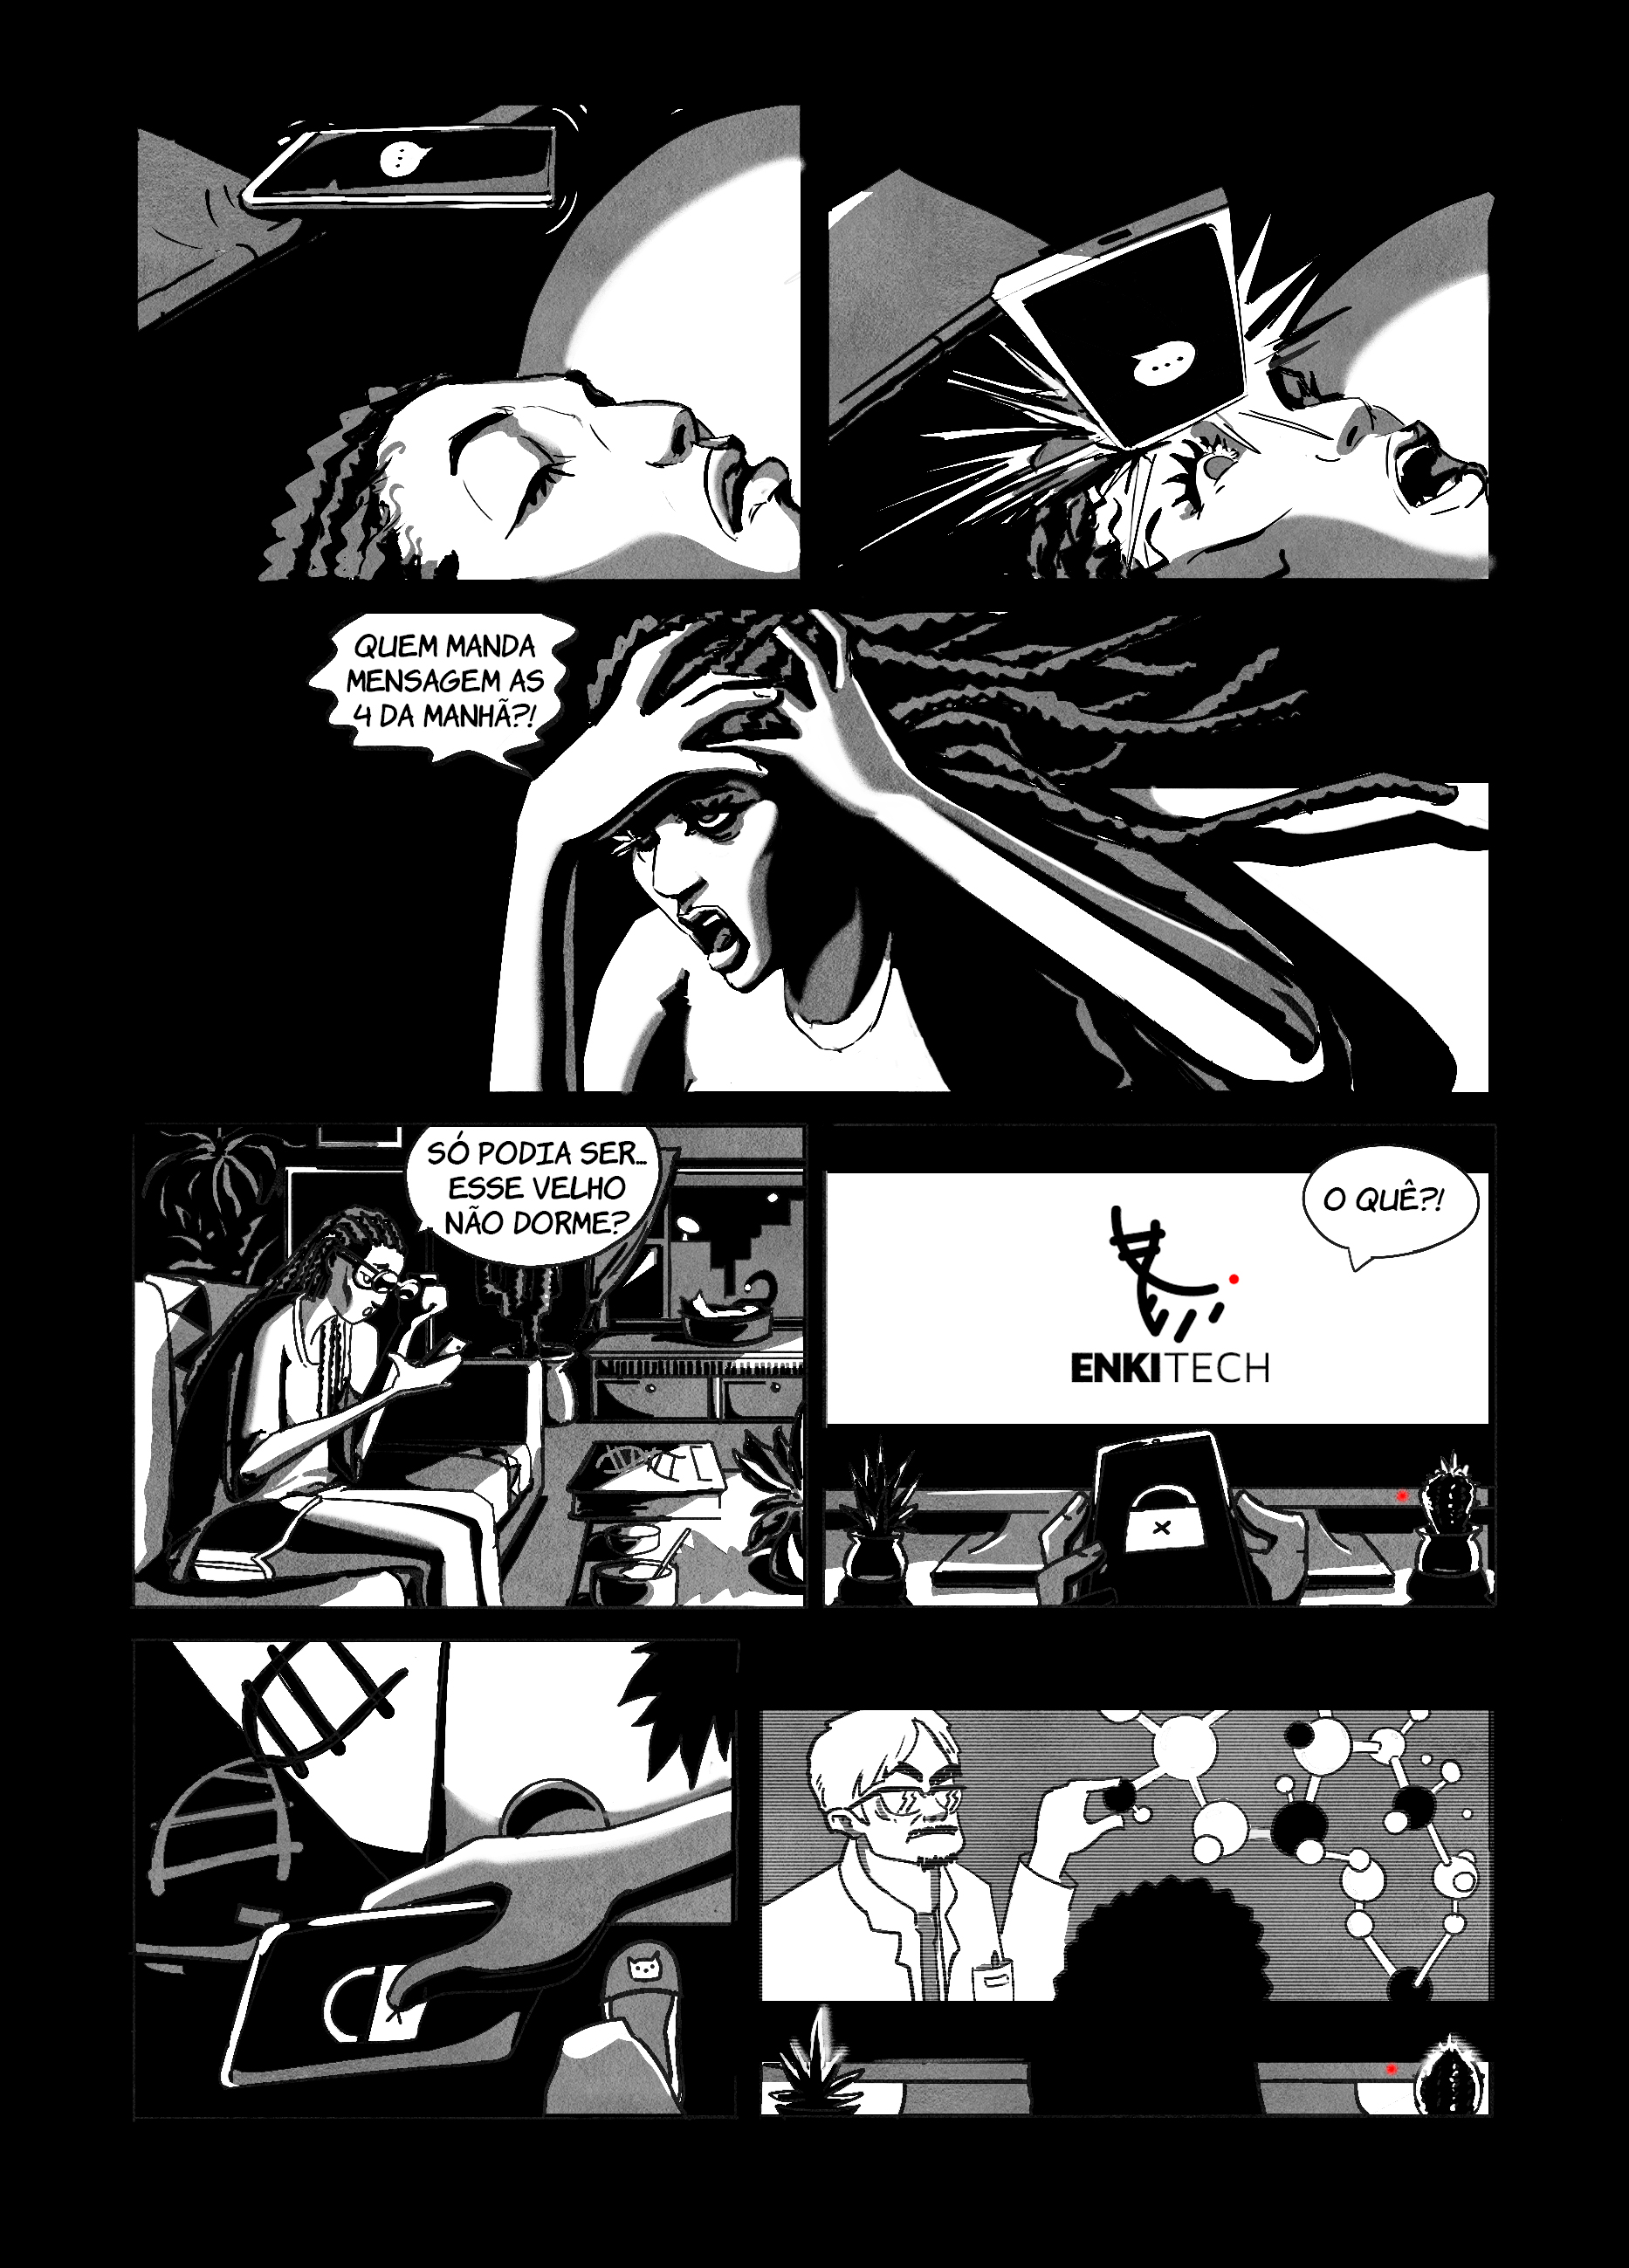 QUEM MANDA
MENSAGEM AS
4 DA MANHÃ?!
SÓ PODIA SER...
ESSE VELHO
NÃO DORME?
O QUÊ?!
ENKITECH